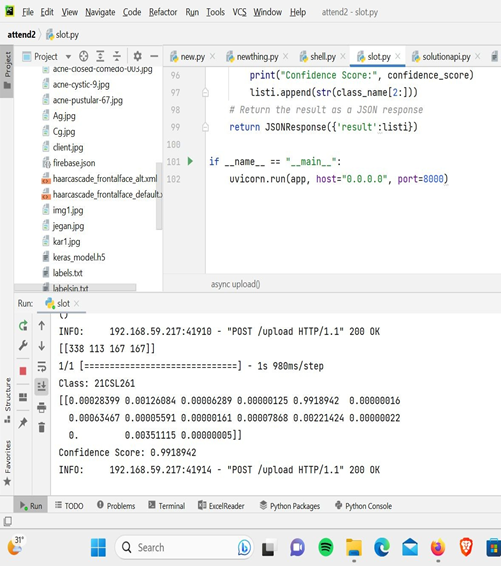 File Edit View Navigate Code Refactor Run Tools VCS Window Help attend2 - slot.py
attend2 slot.py
Project
Project
new.py newthing.py shell.py slot.py solutionapi.py
acne-closed-comedo-003.jpg
acne-cystic-9.jpg
acne-pustular-67.jpg
Ag.jpg
Cg.jpg
client.jpg
firebase.json
haarcascade_frontalface_alt.xml
haarcascade_frontalface_default.x
img1.jpg
jegan.jpg
kar1.jpg
keras_model.h5
labels.txt
labelsin.txt
96 print("Confidence Score:", confidence_score)
97 listi.append(str(class_name[2:]))
98 # Return the result as a JSON response
99 return JSONResponse({'result':listi})
100
101 if __name__ == "__main__":
102 uvicorn.run(app, host="0.0.0.0", port=8000)
async upload()
Run: slot
()
INFO: 192.168.59.217:41910 - "POST /upload HTTP/1.1" 200 OK
[[338 113 167 167]]
1/1 [==============================] - 1s 980ms/step
Class: 21CSL261
[[0.00028399 0.00126084 0.00006289 0.00000125 0.9918942 0.00000016
0.00063467 0.00005591 0.00000161 0.00007868 0.00221424 0.00000022
0. 0.00351115 0.00000005]]
Confidence Score: 0.9918942
INFO: 192.168.59.217:41914 - "POST /upload HTTP/1.1" 200 OK
Structure
Favorites
Run TODO Problems Terminal ExcelReader Python Packages Python Console
31°
Search